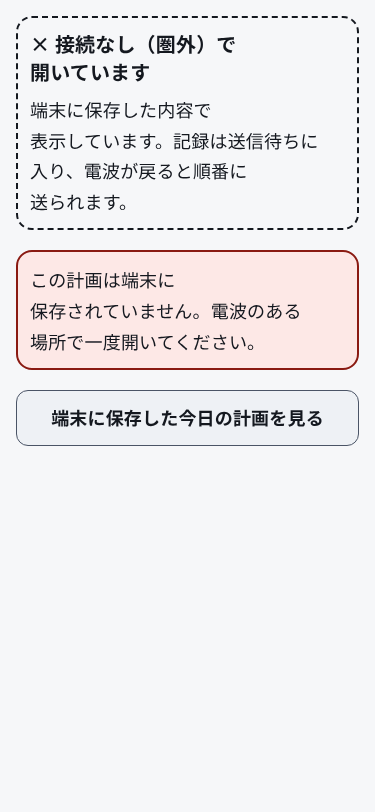 × 接続なし（圏外）で
開いています
端末に保存した内容で
表示しています。記録は送信待ちに
入り、電波が戻ると順番に
送られます。
この計画は端末に
保存されていません。電波のある
場所で一度開いてください。
端末に保存した今日の計画を見る